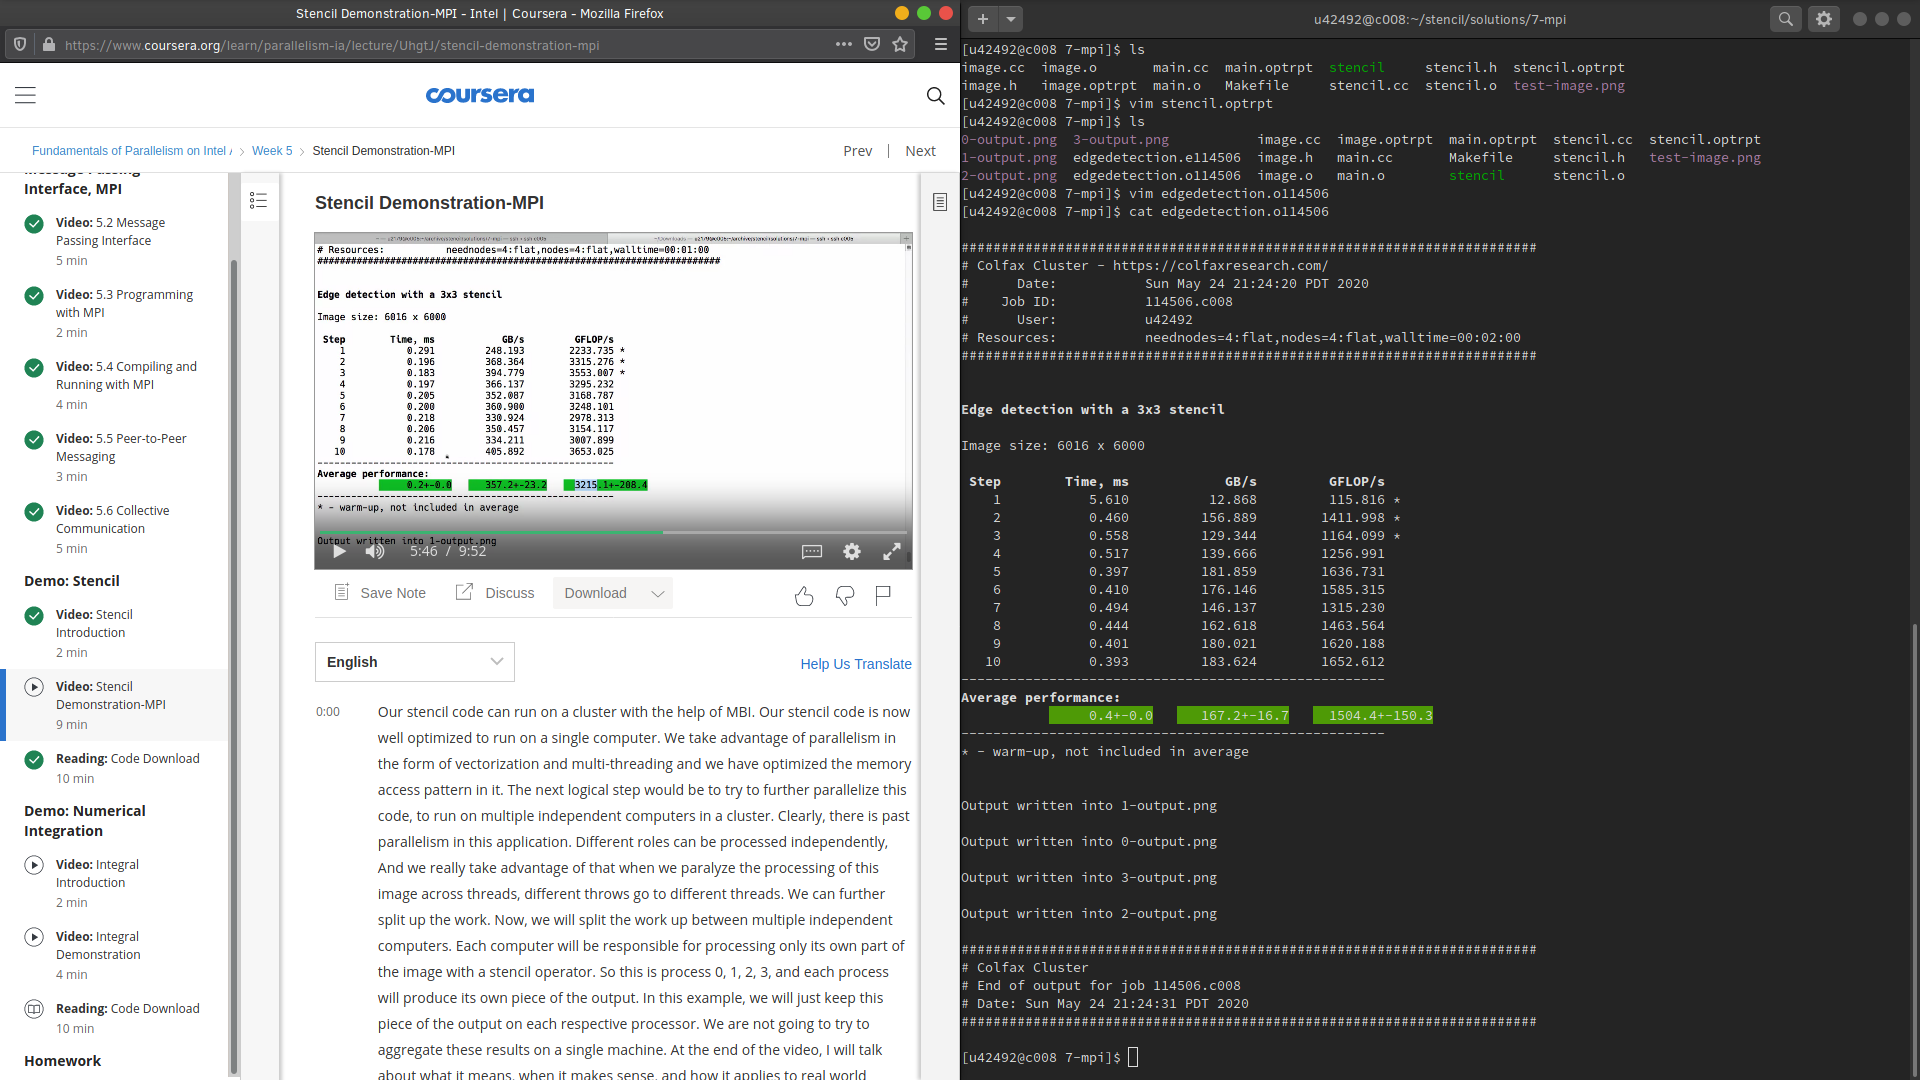 Stencil Demonstration-MPI - Intel | Coursera - Mozilla Firefox
https://www.coursera.org/learn/parallelism-ia/lecture/UhgtJ/stencil-demonstration-mpi
coursera
Fundamentals of Parallelism on Intel
Week 5
Stencil Demonstration-MPI
Prev | Next
Message Passing
Interface, MPI
Video: 5.2 Message
Passing Interface
5 min
Video: 5.3 Programming
with MPI
2 min
Video: 5.4 Compiling and
Running with MPI
4 min
Video: 5.5 Peer-to-Peer
Messaging
3 min
Video: 5.6 Collective
Communication
5 min
Demo: Stencil
Video: Stencil
Introduction
2 min
Video: Stencil
Demonstration-MPI
9 min
Reading: Code Download
10 min
Demo: Numerical
Integration
Video: Integral
Introduction
2 min
Video: Integral
Demonstration
4 min
Reading: Code Download
10 min
Homework
Stencil Demonstration-MPI
# Resources: neednodes=4:flat,nodes=4:flat,walltime=00:01:00
########################################################################
Edge detection with a 3x3 stencil
Image size: 6016 x 6000
Step Time, ms GB/s GFLOP/s
1 0.291 248.193 2233.735 *
2 0.196 368.364 3315.276 *
3 0.183 394.779 3553.007 *
4 0.197 366.137 3295.232
5 0.205 352.087 3168.787
6 0.200 360.900 3248.101
7 0.218 330.924 2978.313
8 0.206 350.457 3154.117
9 0.216 334.211 3007.899
10 0.178 405.892 3653.025
-----------------------------------------------------
Average performance:
0.2+-0.0 357.2+-23.2 3215.1+-208.4
-----------------------------------------------------
* - warm-up, not included in average
Output written into 1-output.png
5:46 / 9:52
Save Note
Discuss
Download
English
Help Us Translate
0:00
Our stencil code can run on a cluster with the help of MBI. Our stencil code is now
well optimized to run on a single computer. We take advantage of parallelism in
the form of vectorization and multi-threading and we have optimized the memory
access pattern in it. The next logical step would be to try to further parallelize this
code, to run on multiple independent computers in a cluster. Clearly, there is past
parallelism in this application. Different roles can be processed independently,
And we really take advantage of that when we paralyze the processing of this
image across threads, different throws go to different threads. We can further
split up the work. Now, we will split the work up between multiple independent
computers. Each computer will be responsible for processing only its own part of
the image with a stencil operator. So this is process 0, 1, 2, 3, and each process
will produce its own piece of the output. In this example, we will just keep this
piece of the output on each respective processor. We are not going to try to
aggregate these results on a single machine. At the end of the video, I will talk
about what it means, when it makes sense, and how it applies to real world
u42492@c008:~/stencil/solutions/7-mpi
[u42492@c008 7-mpi]$ ls
image.cc image.o main.cc main.optrpt stencil stencil.h stencil.optrpt
image.h image.optrpt main.o Makefile stencil.cc stencil.o test-image.png
[u42492@c008 7-mpi]$ vim stencil.optrpt
[u42492@c008 7-mpi]$ ls
0-output.png 3-output.png image.cc image.optrpt main.optrpt stencil.cc stencil.optrpt
1-output.png edgedetection.e114506 image.h main.cc Makefile stencil.h test-image.png
2-output.png edgedetection.o114506 image.o main.o stencil stencil.o
[u42492@c008 7-mpi]$ vim edgedetection.o114506
[u42492@c008 7-mpi]$ cat edgedetection.o114506
########################################################################
# Colfax Cluster - https://colfaxresearch.com/
# Date: Sun May 24 21:24:20 PDT 2020
# Job ID: 114506.c008
# User: u42492
# Resources: neednodes=4:flat,nodes=4:flat,walltime=00:02:00
########################################################################
Edge detection with a 3x3 stencil
Image size: 6016 x 6000
Step Time, ms GB/s GFLOP/s
1 5.610 12.868 115.816 *
2 0.460 156.889 1411.998 *
3 0.558 129.344 1164.099 *
4 0.517 139.666 1256.991
5 0.397 181.859 1636.731
6 0.410 176.146 1585.315
7 0.494 146.137 1315.230
8 0.444 162.618 1463.564
9 0.401 180.021 1620.188
10 0.393 183.624 1652.612
-----------------------------------------------------
Average performance:
0.4+-0.0 167.2+-16.7 1504.4+-150.3
-----------------------------------------------------
* - warm-up, not included in average
Output written into 1-output.png
Output written into 0-output.png
Output written into 3-output.png
Output written into 2-output.png
########################################################################
# Colfax Cluster
# End of output for job 114506.c008
# Date: Sun May 24 21:24:31 PDT 2020
########################################################################
[u42492@c008 7-mpi]$